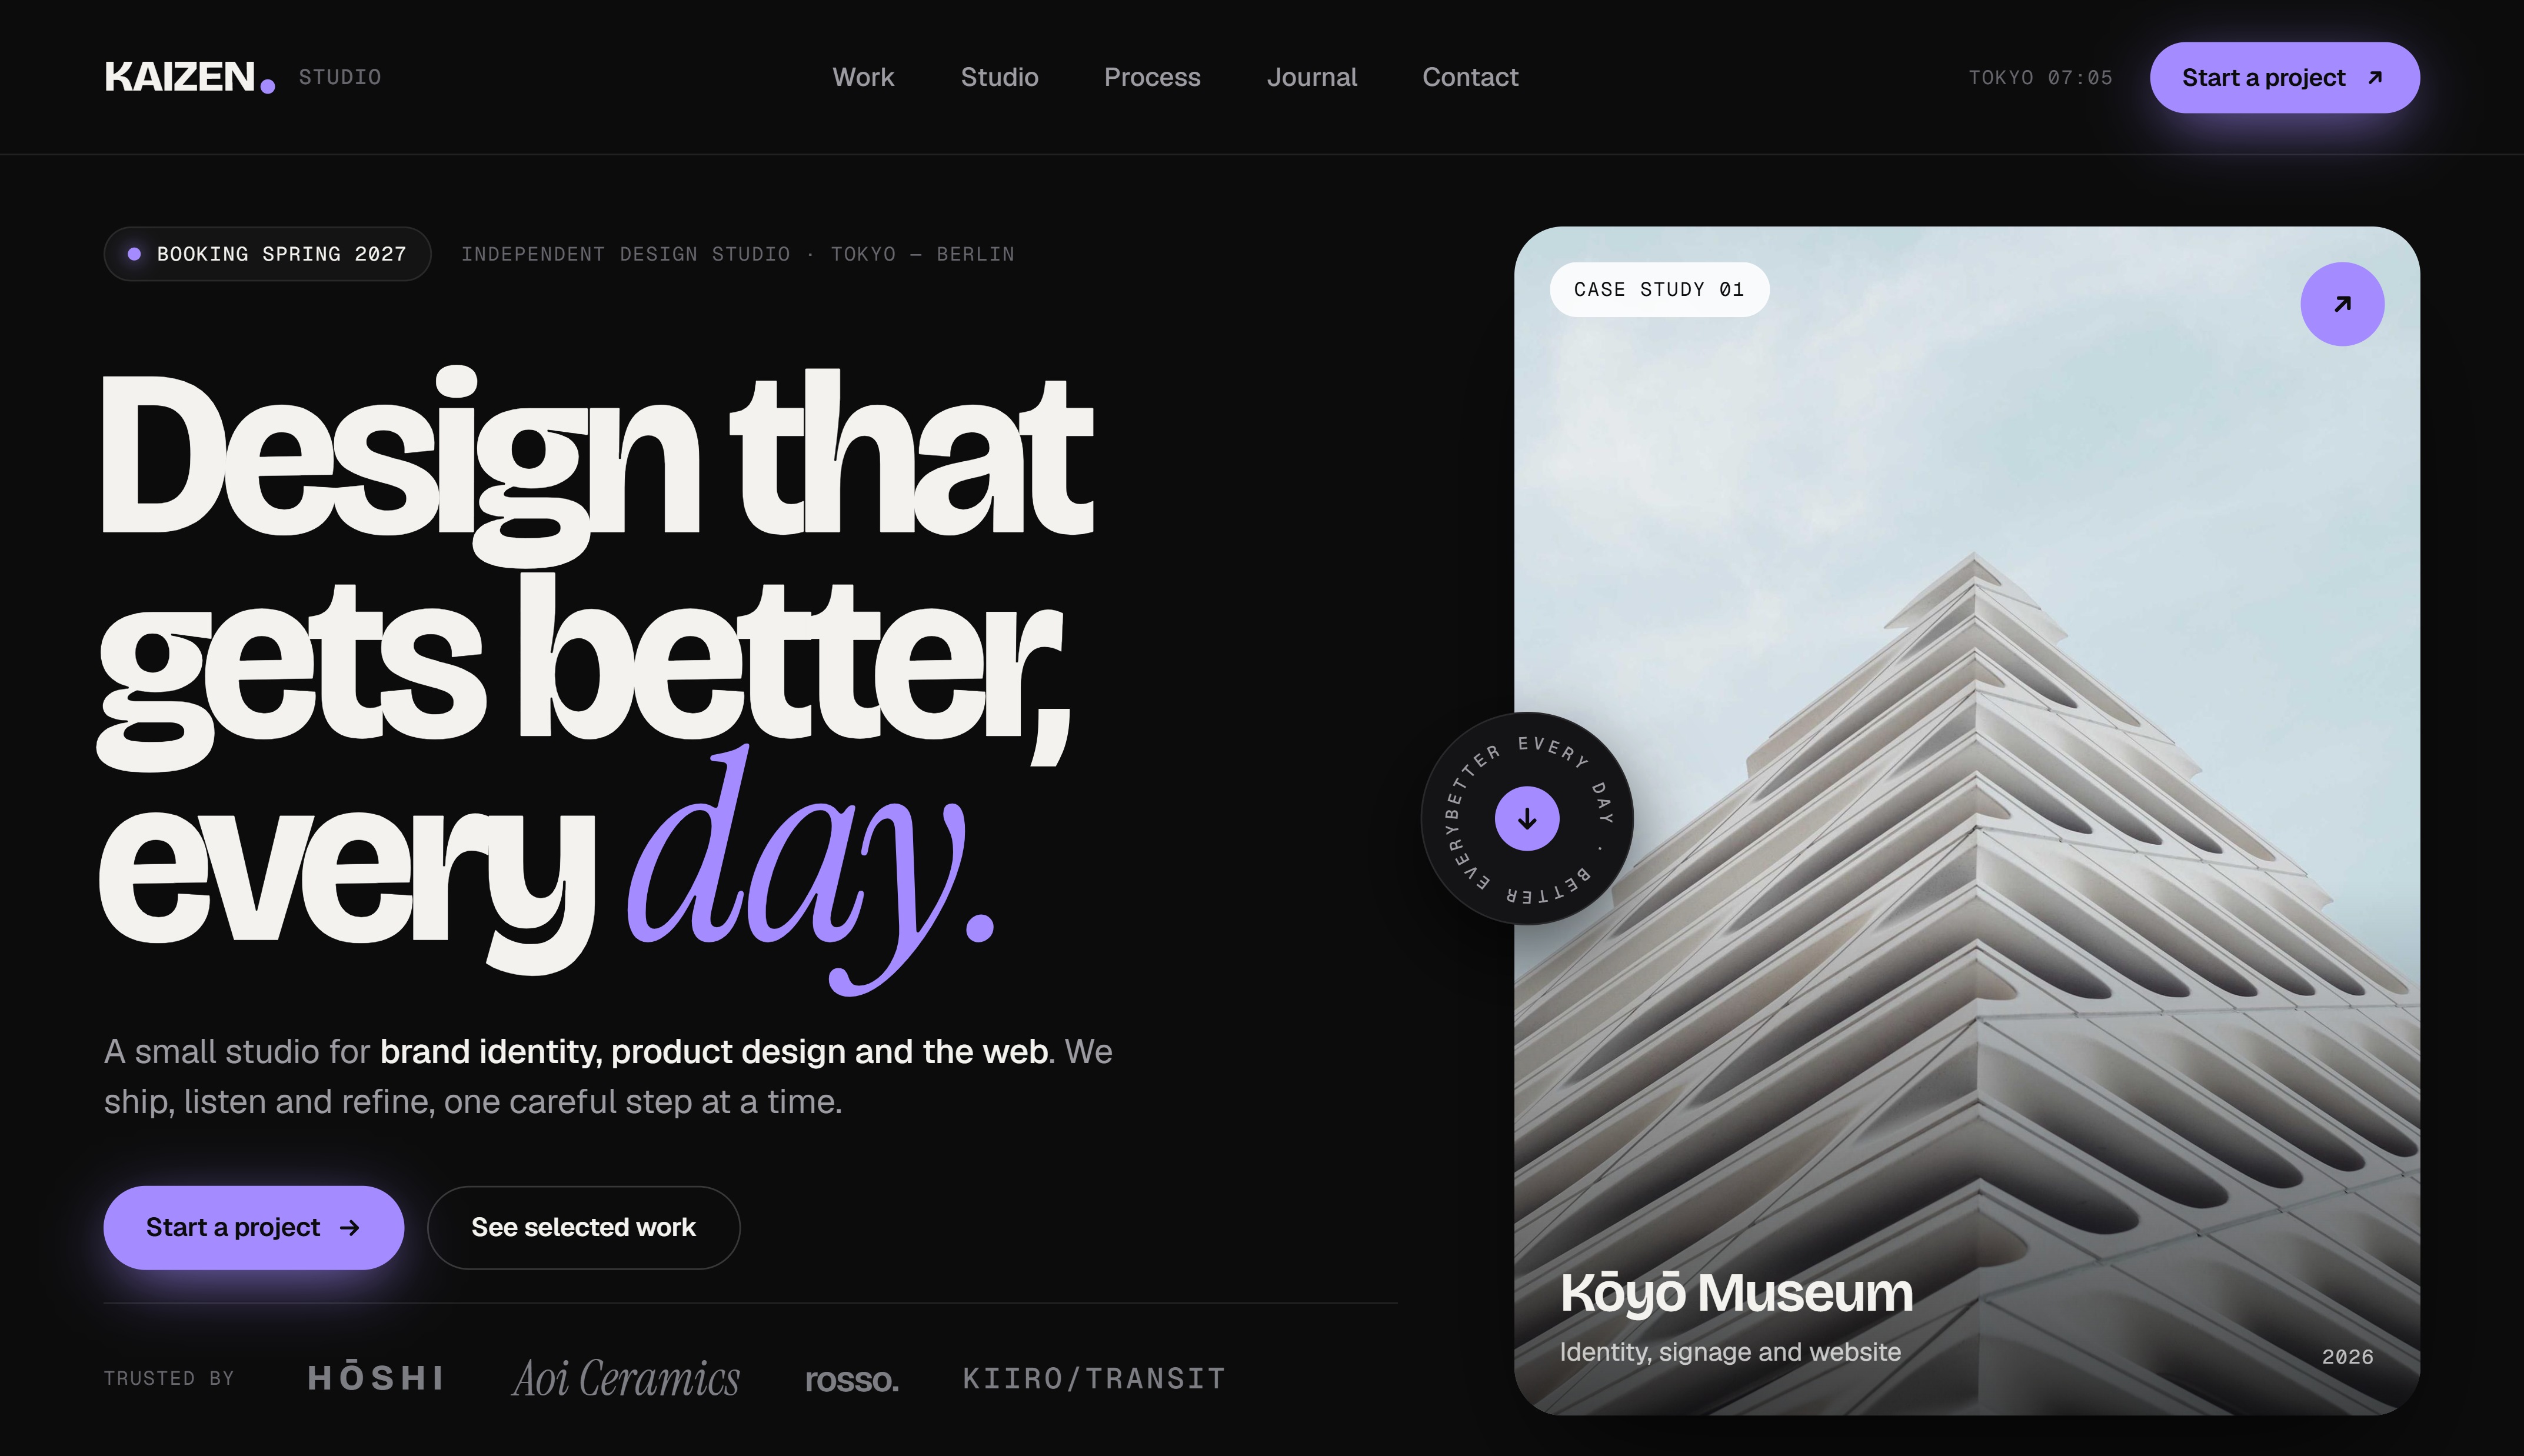 KAIZEN. STUDIO
Work Studio Process Journal Contact
TOKYO 07:05
Start a project
BOOKING SPRING 2027
INDEPENDENT DESIGN STUDIO · TOKYO — BERLIN
Design that
gets better,
every day.
A small studio for brand identity, product design and the web. We
ship, listen and refine, one careful step at a time.
Start a project
See selected work
TRUSTED BY
HŌSHI
Aoi Ceramics
rosso.
KIIRO/TRANSIT
CASE STUDY 01
BETTER EVERY DAY · BETTER EVERY
Kōyō Museum
Identity, signage and website
2026